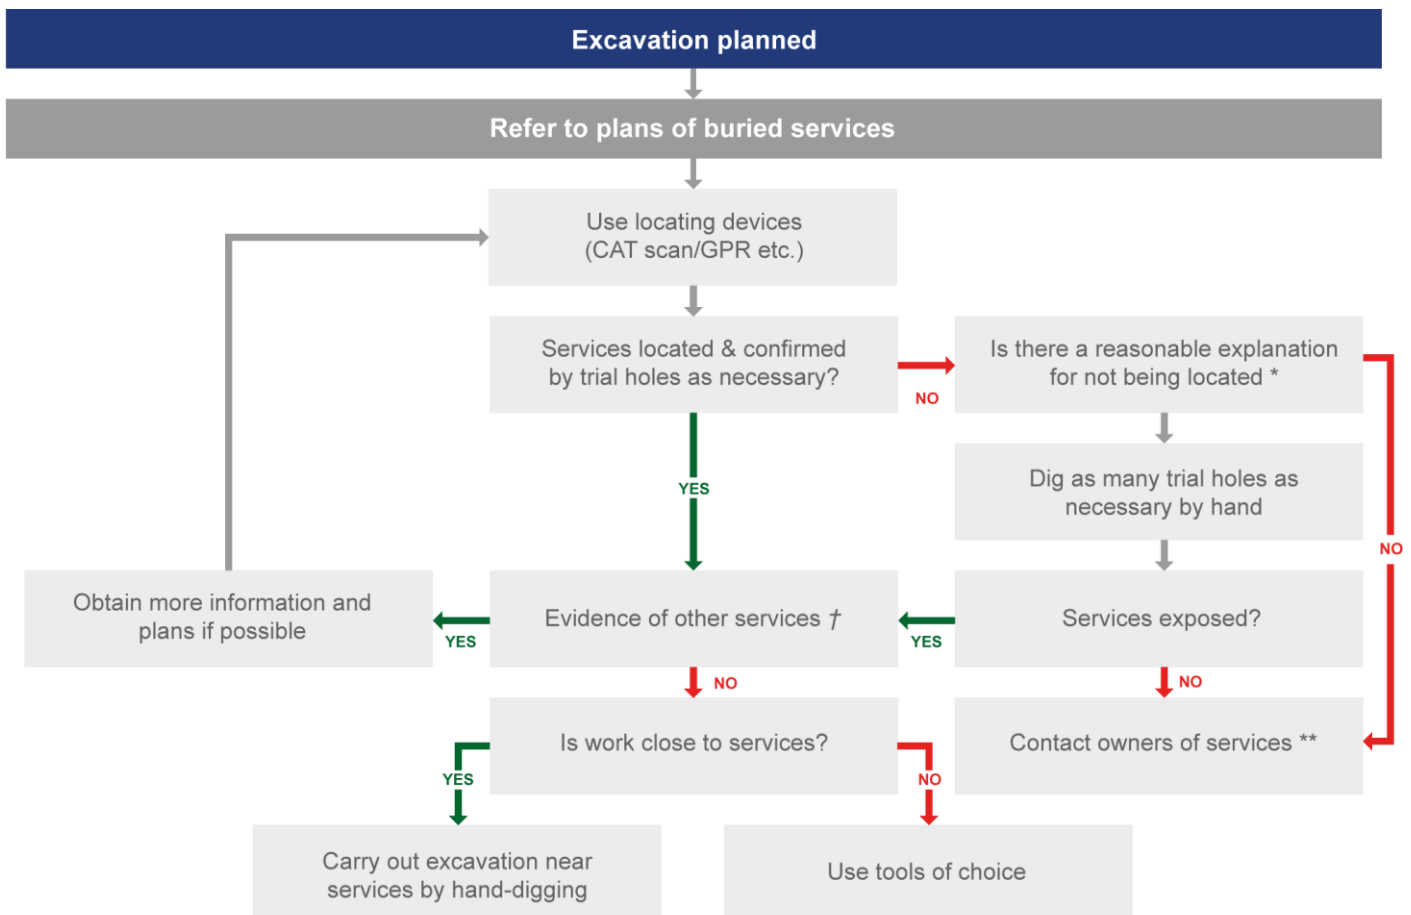 Excavation planned
Refer to plans of buried services
Use locating devices
(CAT scan/GPR etc.)
Services located & confirmed
by trial holes as necessary?
NO
Is there a reasonable explanation
for not being located *
YES
Dig as many trial holes as
necessary by hand
NO
Obtain more information and
plans if possible
YES
Evidence of other services †
YES
Services exposed?
NO
NO
Is work close to services?
Contact owners of services **
YES
NO
Carry out excavation near
services by hand-digging
Use tools of choice